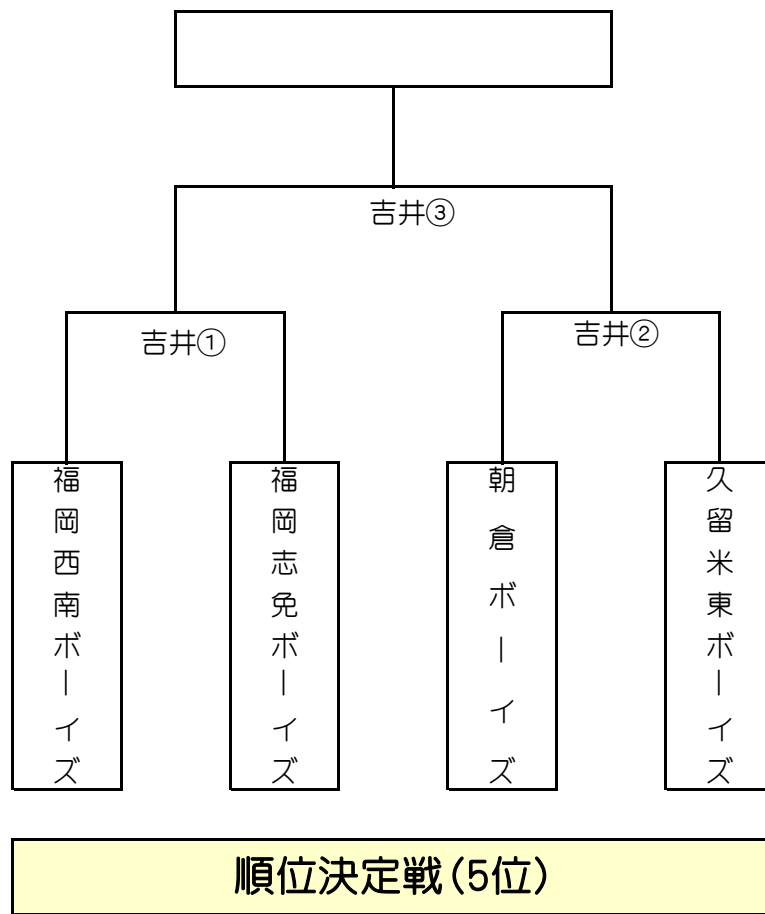 吉井③
吉井①
吉井②
福岡西南ボーイズ
福岡志免ボーイズ
朝倉ボーイズ
久留米東ボーイズ
順位決定戦(5位)